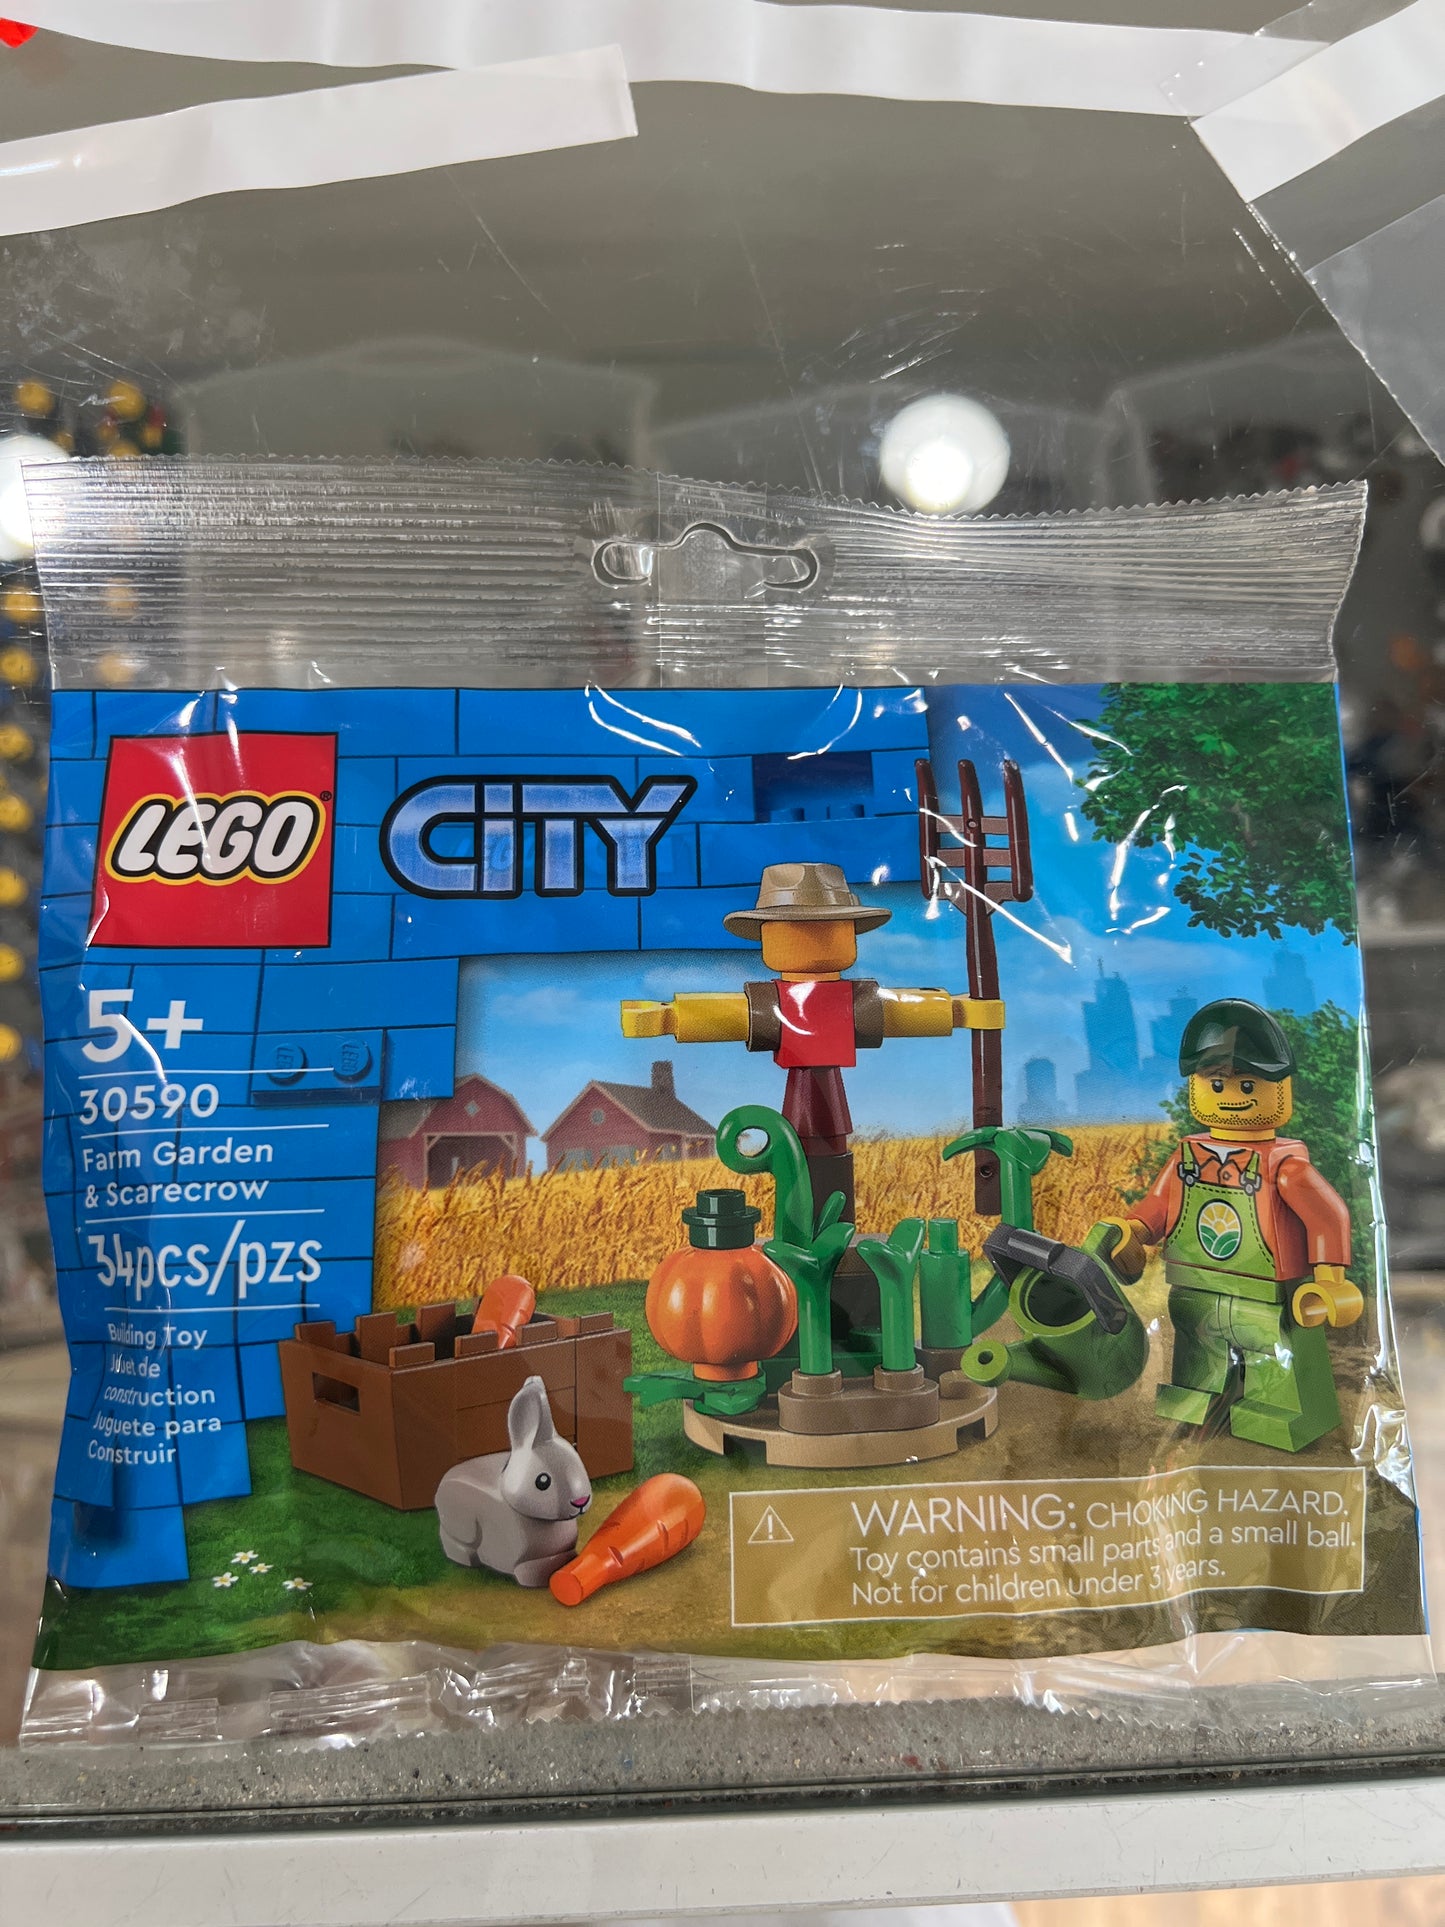 LEGO®
CITY
5+
30590
Farm Garden
& Scarecrow
34pcs/pzs
Building Toy
Jouet de
construction
Juguete para
Construir
WARNING: CHOKING HAZARD.
Toy contains small parts and a small ball.
Not for children under 3 years.